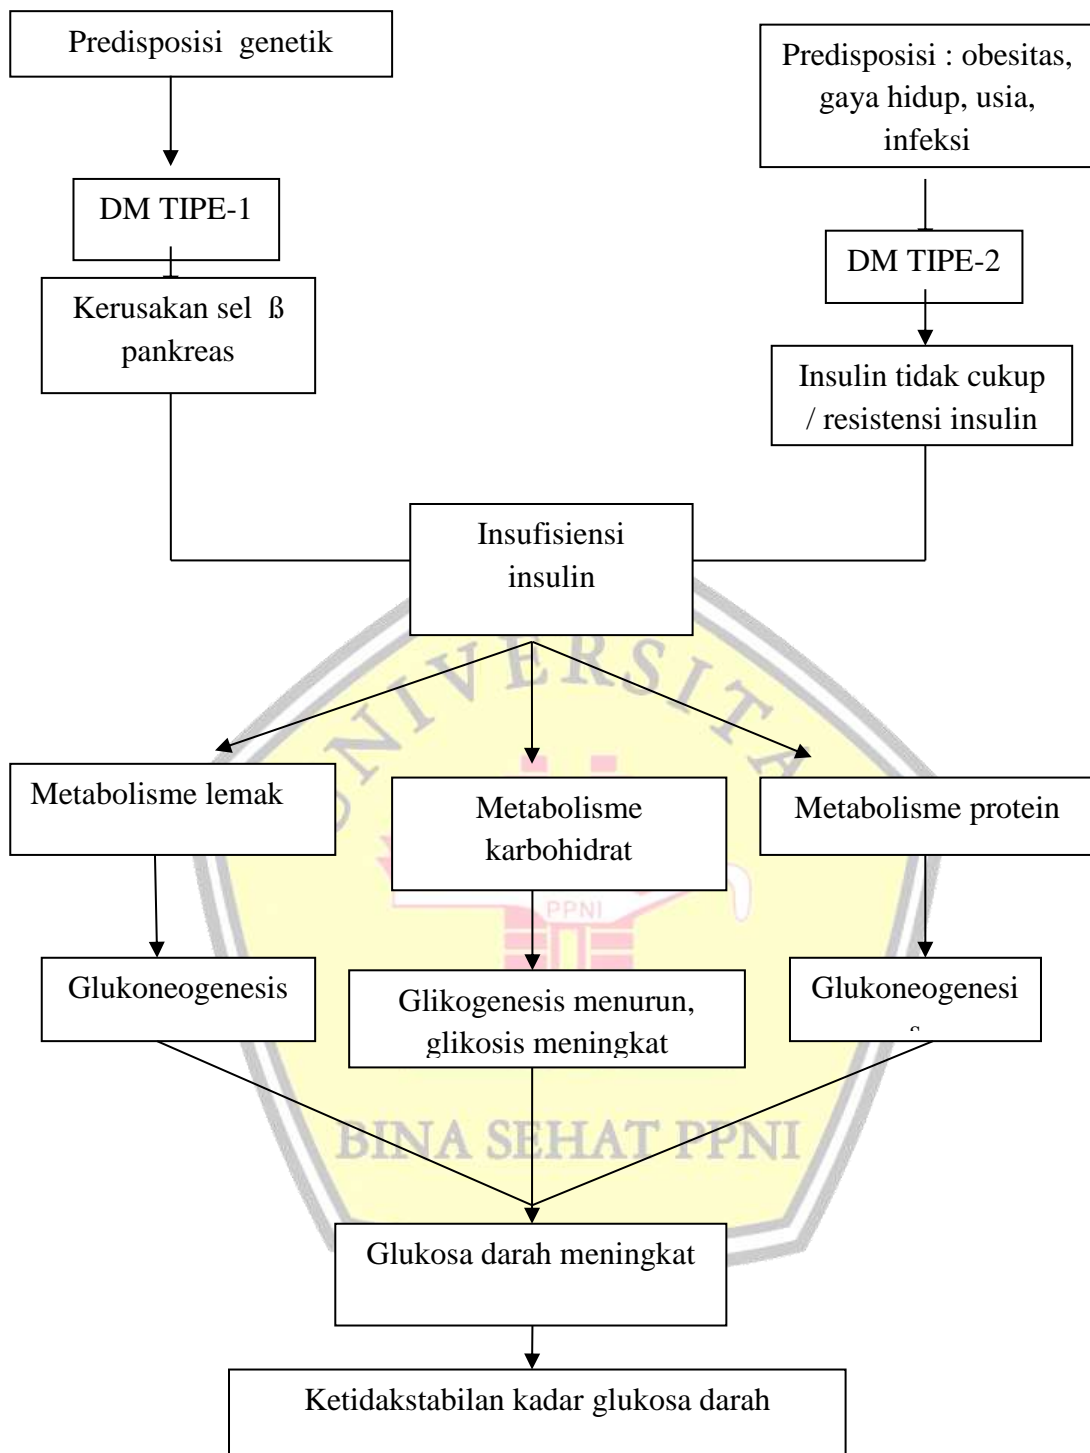 Predisposisi genetik
Predisposisi : obesitas,
gaya hidup, usia,
infeksi
DM TIPE-1
DM TIPE-2
Kerusakan sel ß
pankreas
Insulin tidak cukup
/ resistensi insulin
Insufisiensi
insulin
UNIVERSITA
Metabolisme lemak
Metabolisme
karbohidrat
Metabolisme protein
PPNI
Glukoneogenesis
Glikogenesis menurun,
glikosis meningkat
Glukoneogenesi
s
BINA SEHAT PPNI
Glukosa darah meningkat
Ketidakstabilan kadar glukosa darah